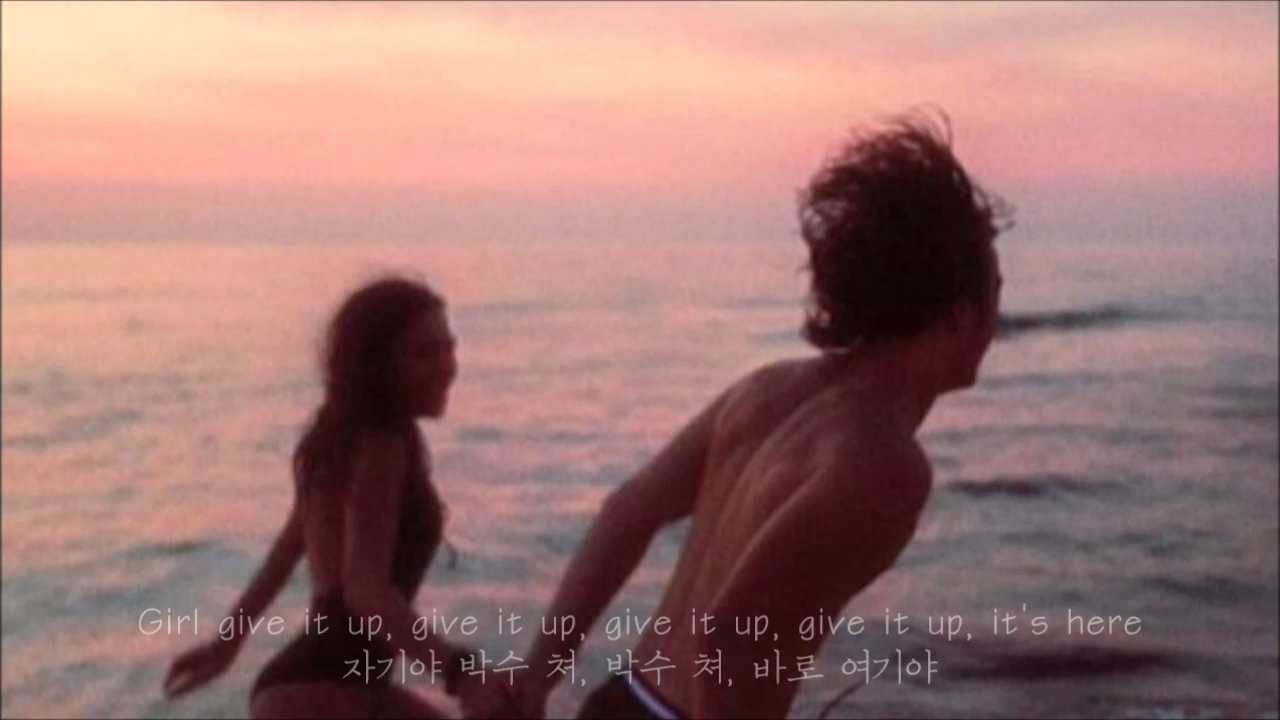 Girl give it up, give it up, give it up, give it up, it's here
자기야 박수 쳐, 박수 쳐, 바로 여기야